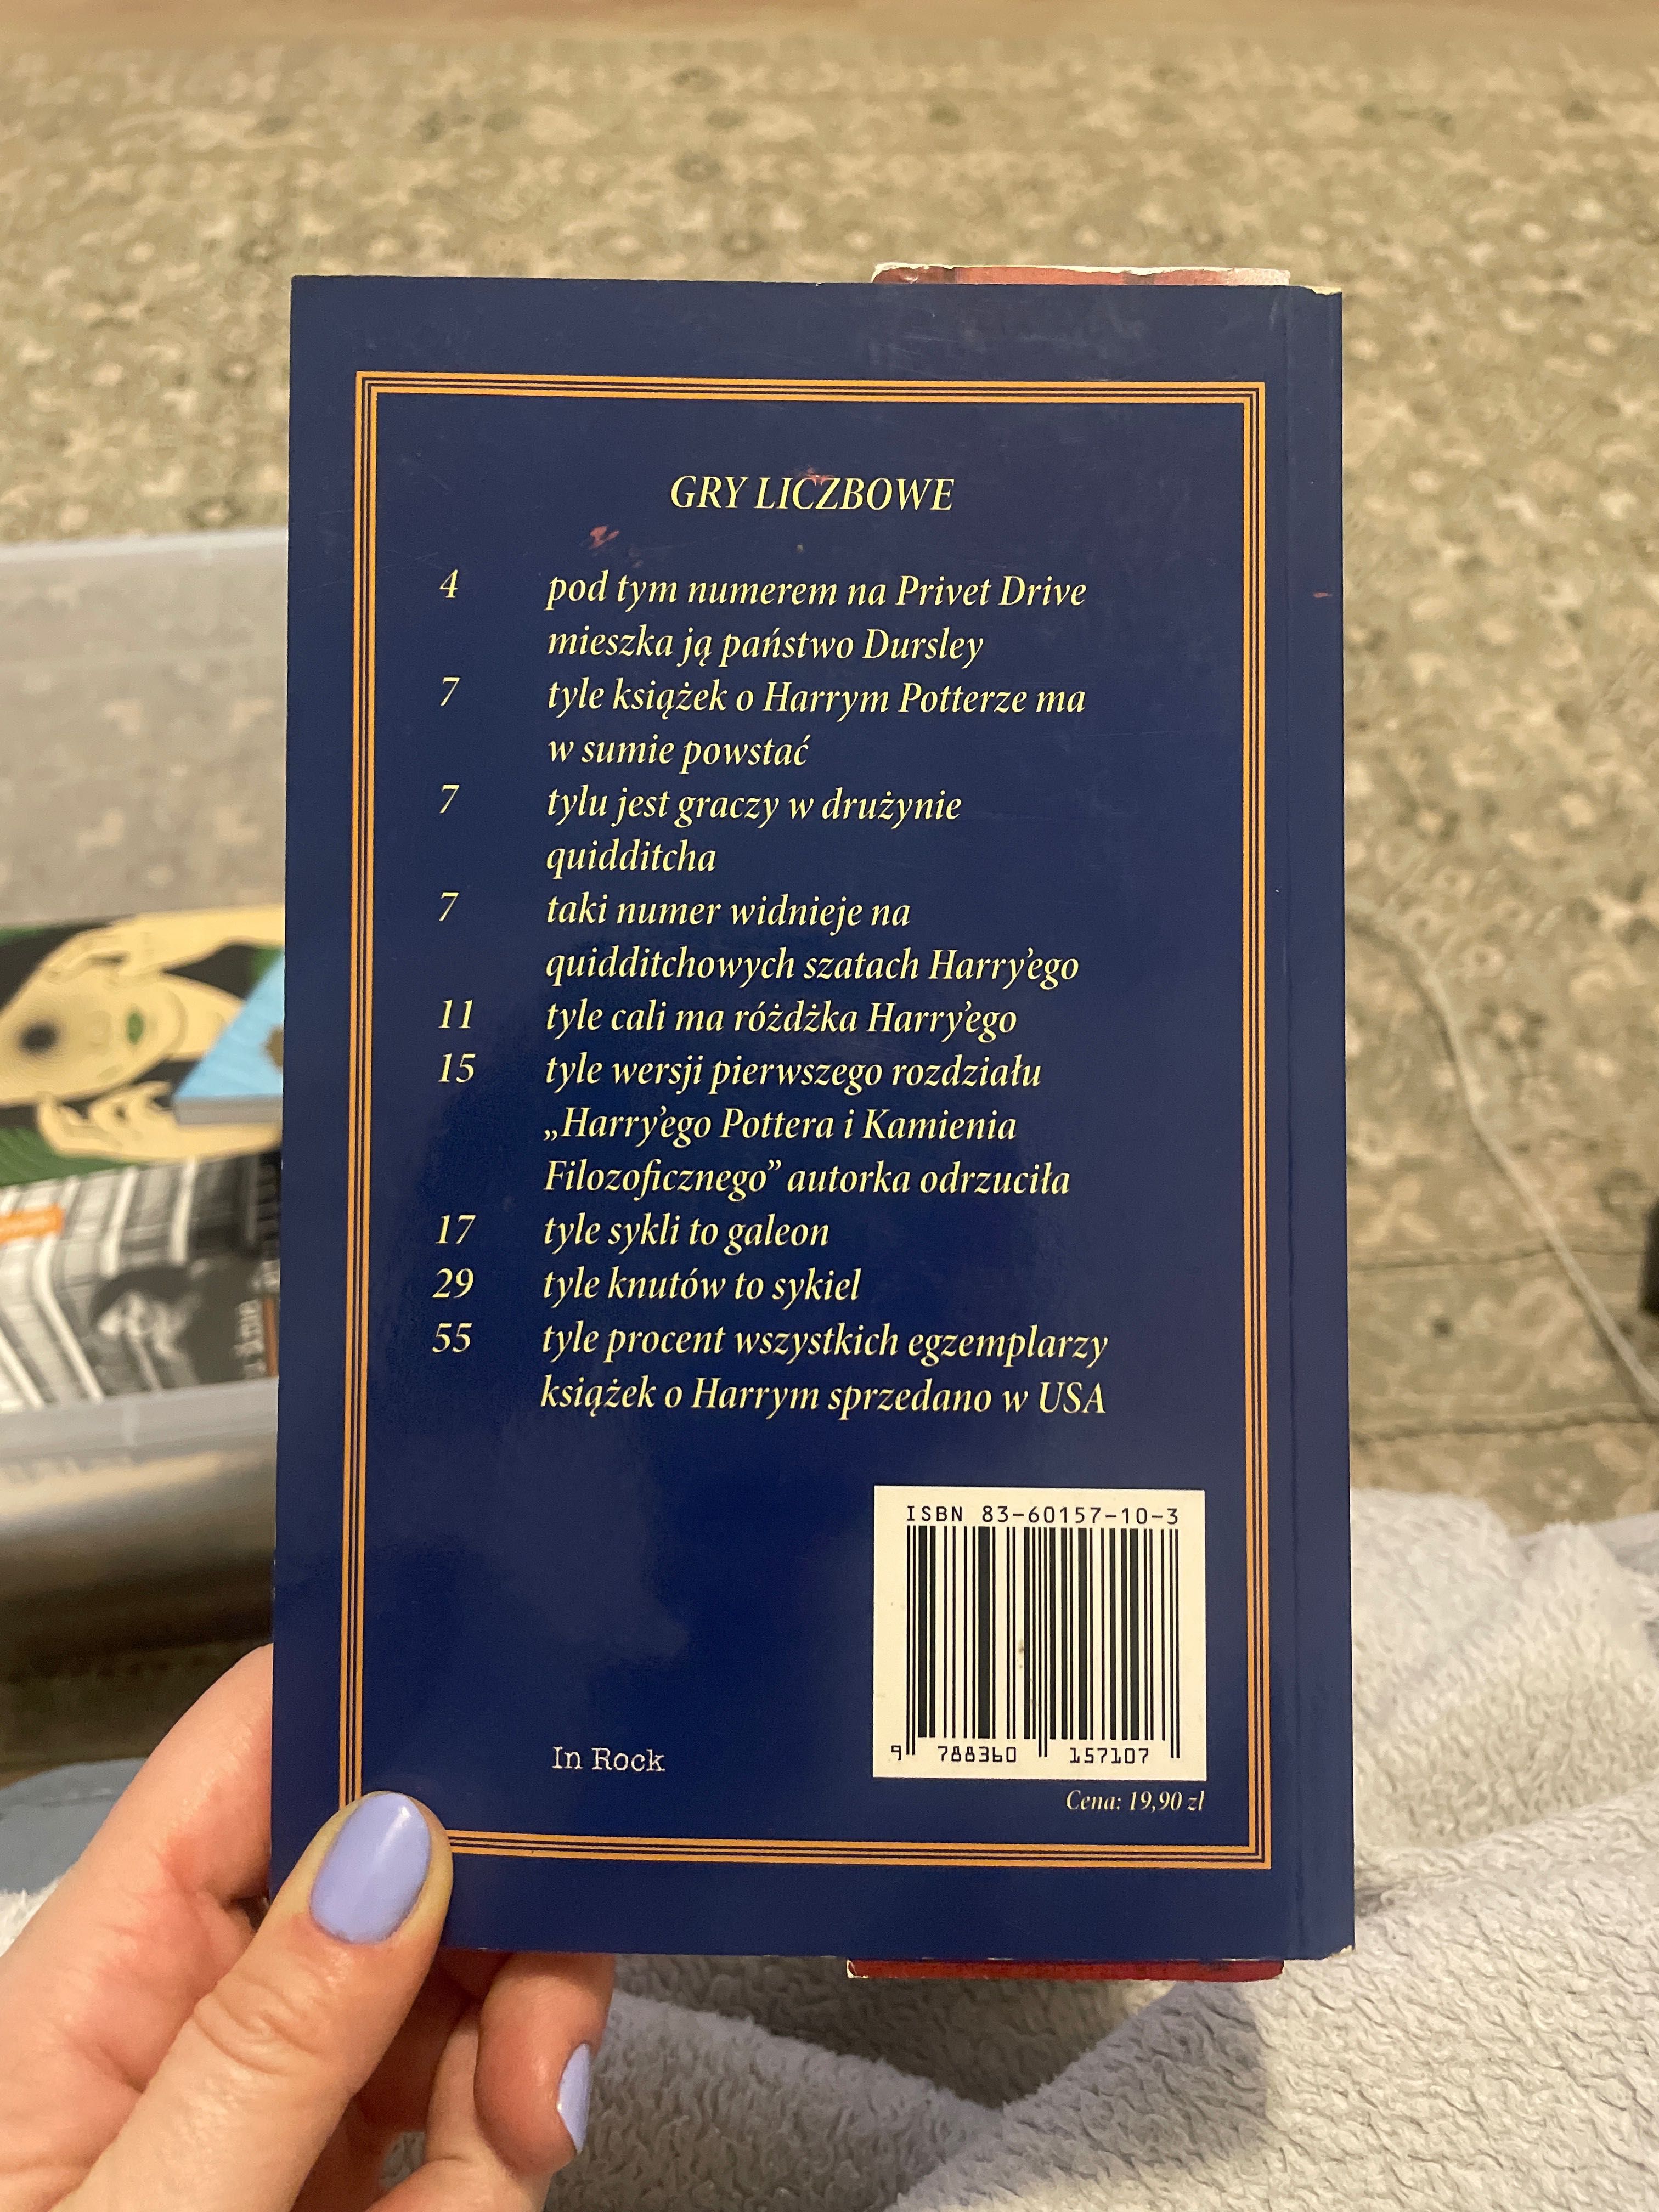 GRY LICZBOWE
4 pod tym numerem na Privet Drive
mieszka ją państwo Dursley
7 tyle książek o Harrym Potterze ma
w sumie powstać
7 tylu jest graczy w drużynie
quidditcha
7 taki numer widnieje na
quidditchowych szatach Harry’ego
11 tyle cali ma różdżka Harry’ego
15 tyle wersji pierwszego rozdziału
„Harry’ego Pottera i Kamienia
Filozoficznego” autorka odrzuciła
17 tyle sykli to galeon
29 tyle knutów to sykiel
55 tyle procent wszystkich egzemplarzy
książek o Harrym sprzedano w USA
ISBN 83-60157-10-3
9 788360 157107
In Rock
Cena: 19,90 zł